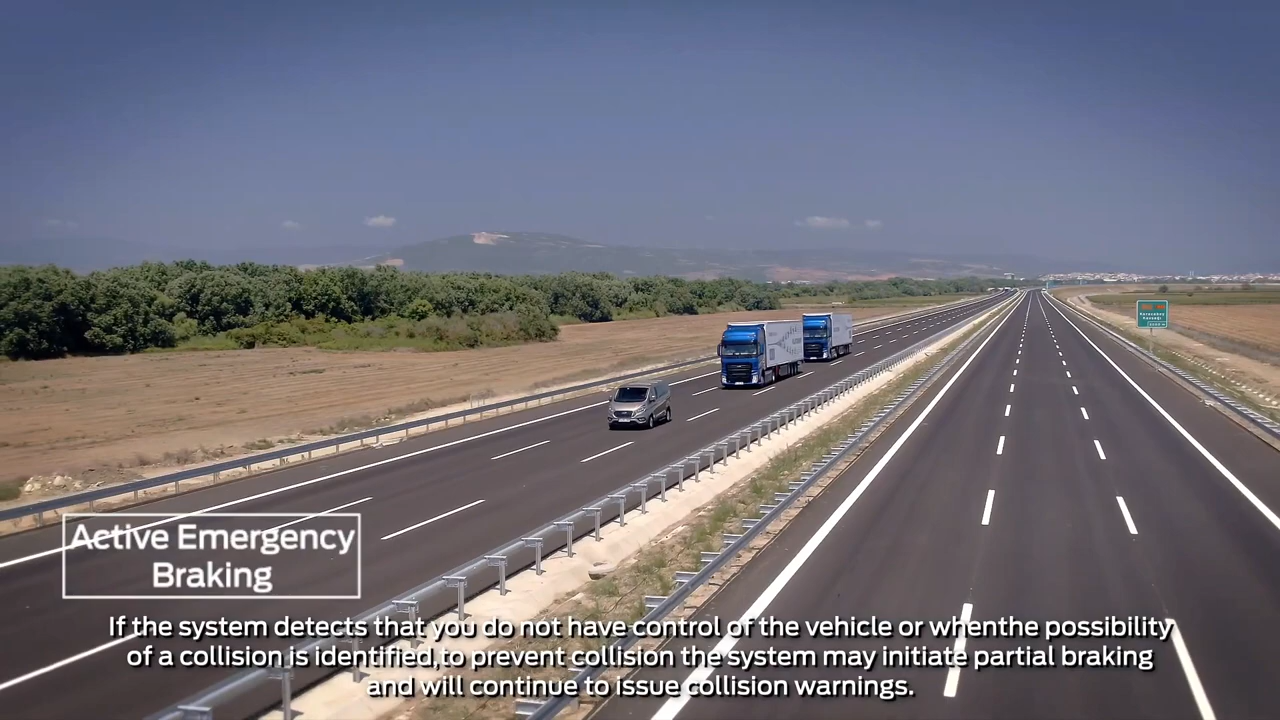 Active Emergency
Braking
If the system detects that you do not have control of the vehicle or whenthe possibility
of a collision is identified,to prevent collision the system may initiate partial braking
and will continue to issue collision warnings.